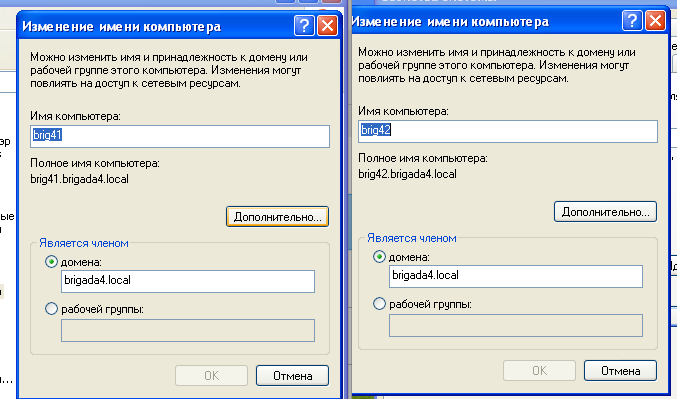 Изменение имени компьютера
Можно изменить имя и принадлежность к домену или
рабочей группе этого компьютера. Изменения могут
повлиять на доступ к сетевым ресурсам.
Имя компьютера:
brig41
Полное имя компьютера:
brig41.brigada4.local
Дополнительно...
Является членом
домена:
brigada4.local
рабочей группы:
OK
Отмена
Изменение имени компьютера
Можно изменить имя и принадлежность к домену или
рабочей группе этого компьютера. Изменения могут
повлиять на доступ к сетевым ресурсам.
Имя компьютера:
brig42
Полное имя компьютера:
brig42.brigada4.local
Дополнительно...
Является членом
домена:
brigada4.local
рабочей группы:
OK
Отмена